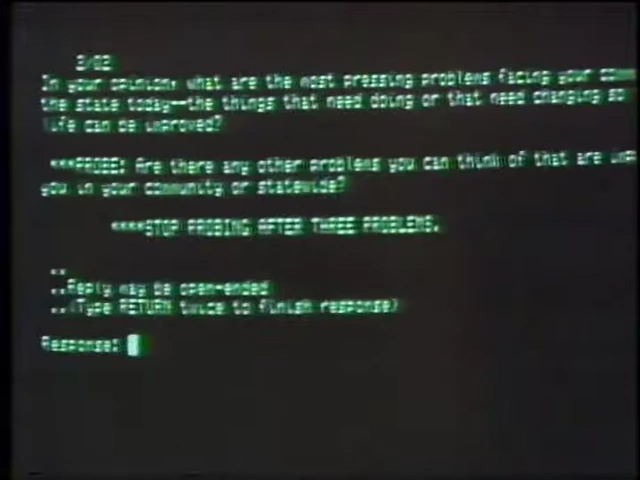 3/83
In your opinion, what are the most pressing problems facing your com
the state today--the things that need doing or that need changing so
life can be improved?
***PROBE: Are there any other problems you can think of that are
you in your community or statewide?
****STOP PROBING AFTER THREE PROBLEMS.
..
..Reply may be open-ended
..(Type RETURN twice to finish response)
Response: